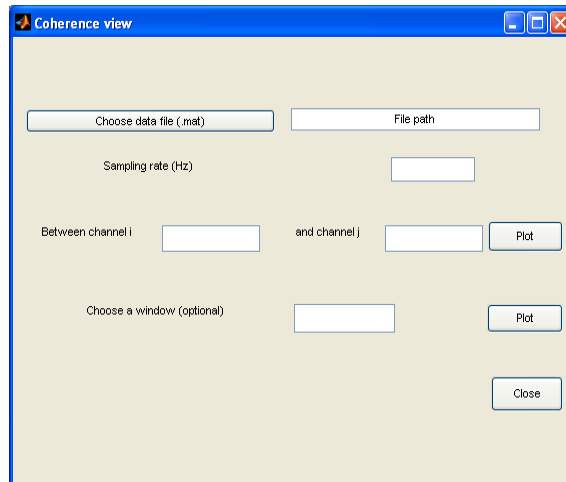 Coherence view
Choose data file (.mat)
File path
Sampling rate (Hz)
Between channel i
and channel j
Plot
Choose a window (optional)
Plot
Close